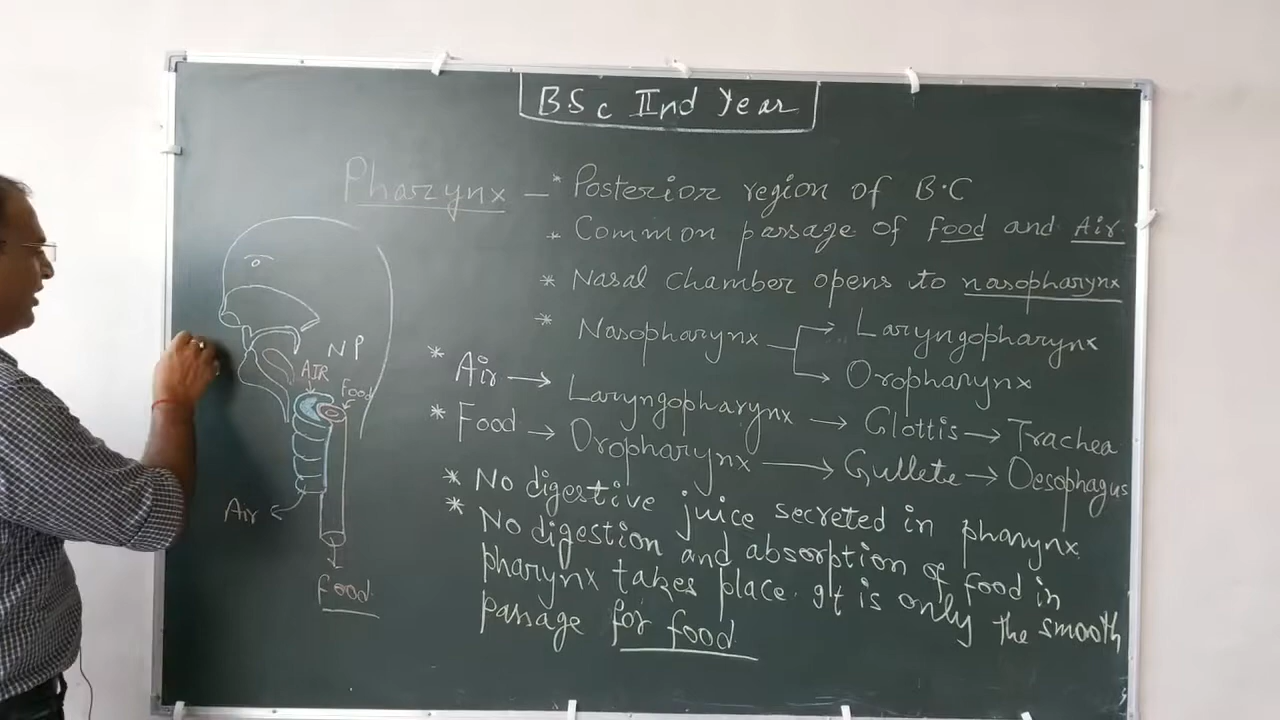 BSc IInd Year
Pharynx — * Posterior region of B.C
* Common passage of food and Air.
* Nasal chamber opens to nasopharynx
* Nasopharynx → Laryngopharynx
→ Oropharynx
* Air → Laryngopharynx → Glottis → Trachea
* Food → Oropharynx → Gullete → Oesophagus
* No digestive juice secreted in pharynx
* No digestion and absorption of food in
pharynx takes place. It is only the smooth
passage for food
NP
AIR
Food
Air
food